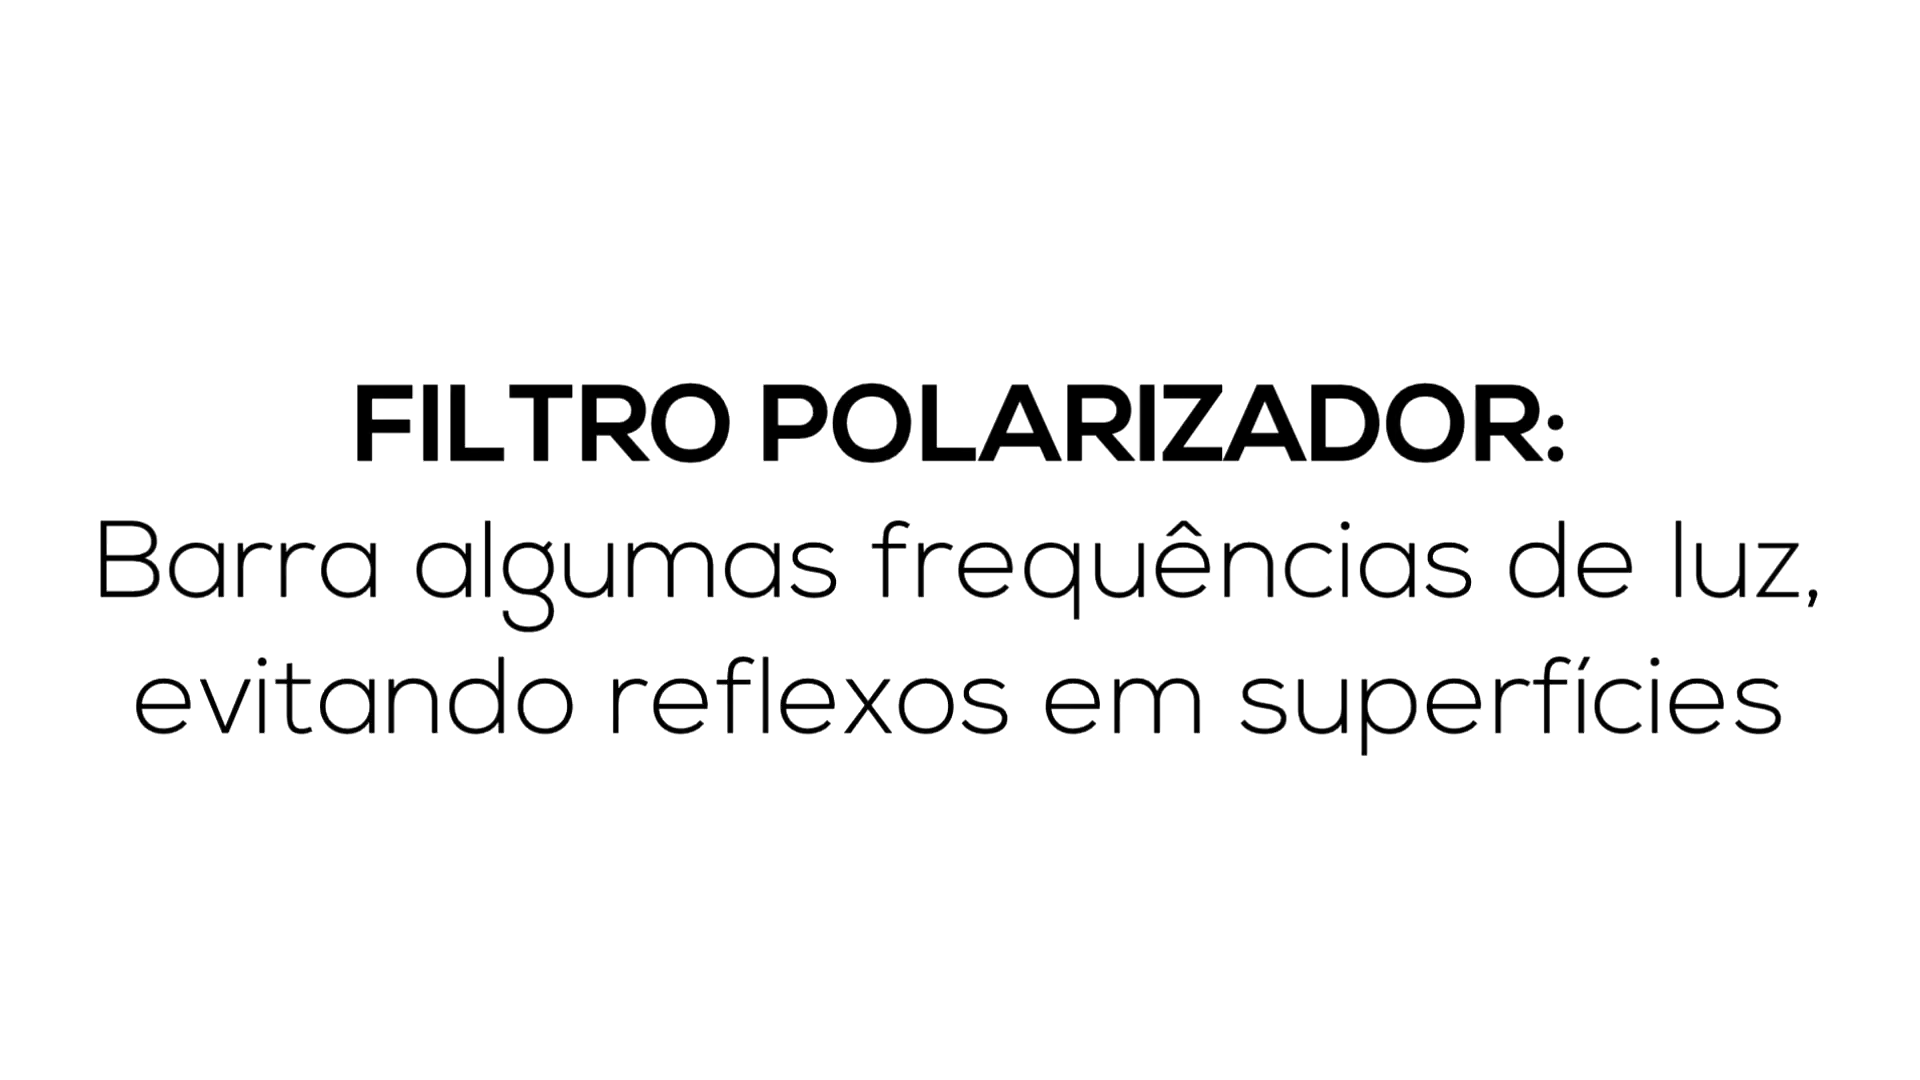 FILTRO POLARIZADOR:
Barra algumas frequências de luz,
evitando reflexos em superfícies